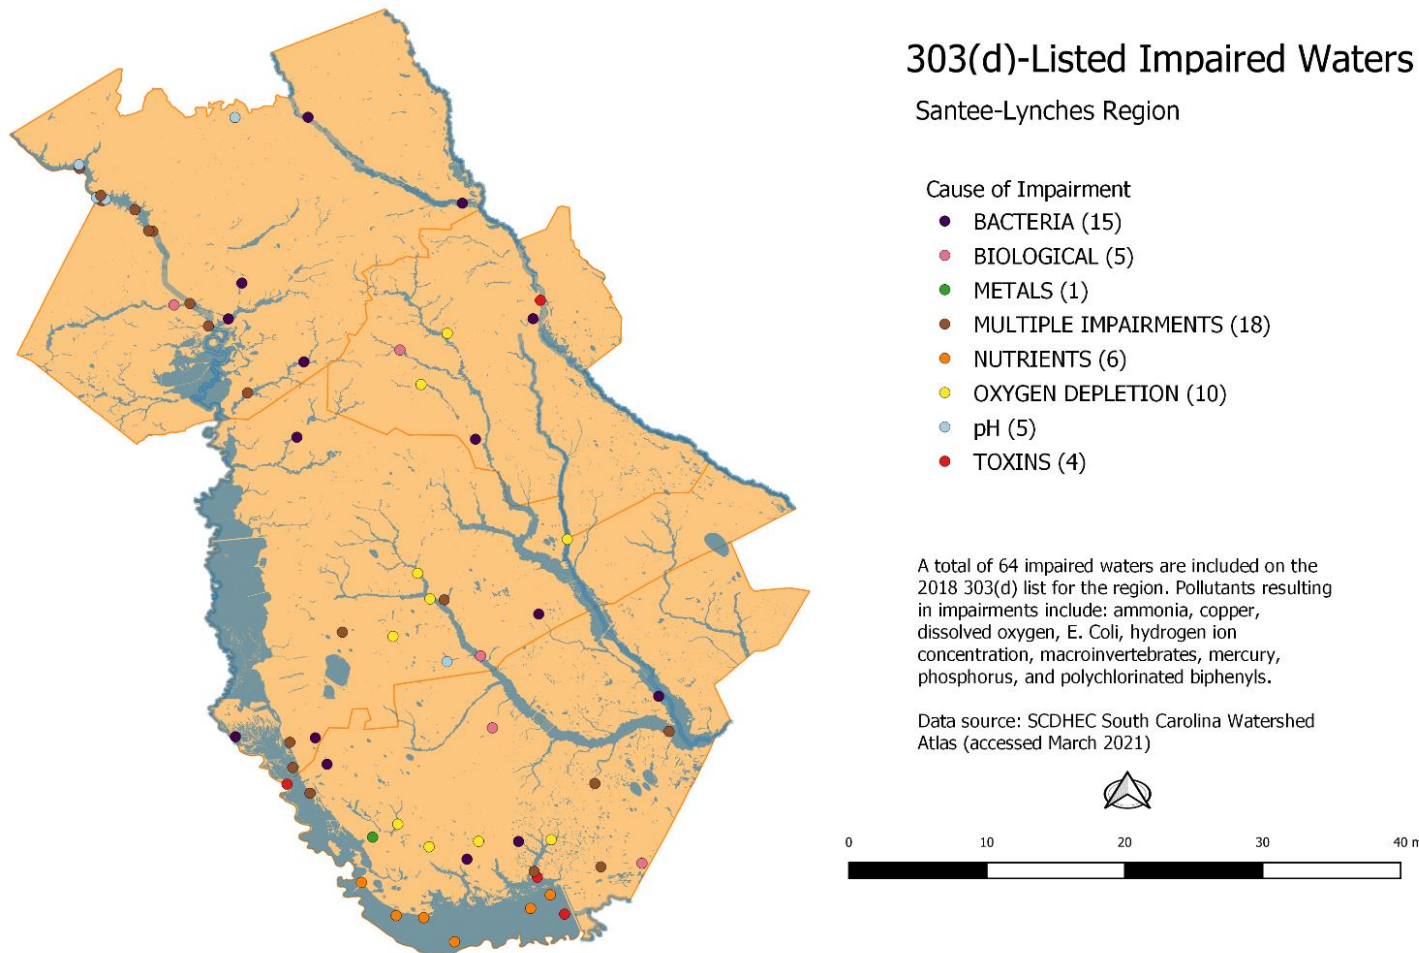 303(d)-Listed Impaired Waters
Santee-Lynches Region
Cause of Impairment
BACTERIA (15)
BIOLOGICAL (5)
METALS (1)
MULTIPLE IMPAIRMENTS (18)
NUTRIENTS (6)
OXYGEN DEPLETION (10)
pH (5)
TOXINS (4)
A total of 64 impaired waters are included on the
2018 303(d) list for the region. Pollutants resulting
in impairments include: ammonia, copper,
dissolved oxygen, E. Coli, hydrogen ion
concentration, macroinvertebrates, mercury,
phosphorus, and polychlorinated biphenyls.
Data source: SCDHEC South Carolina Watershed
Atlas (accessed March 2021)
0 10 20 30 40